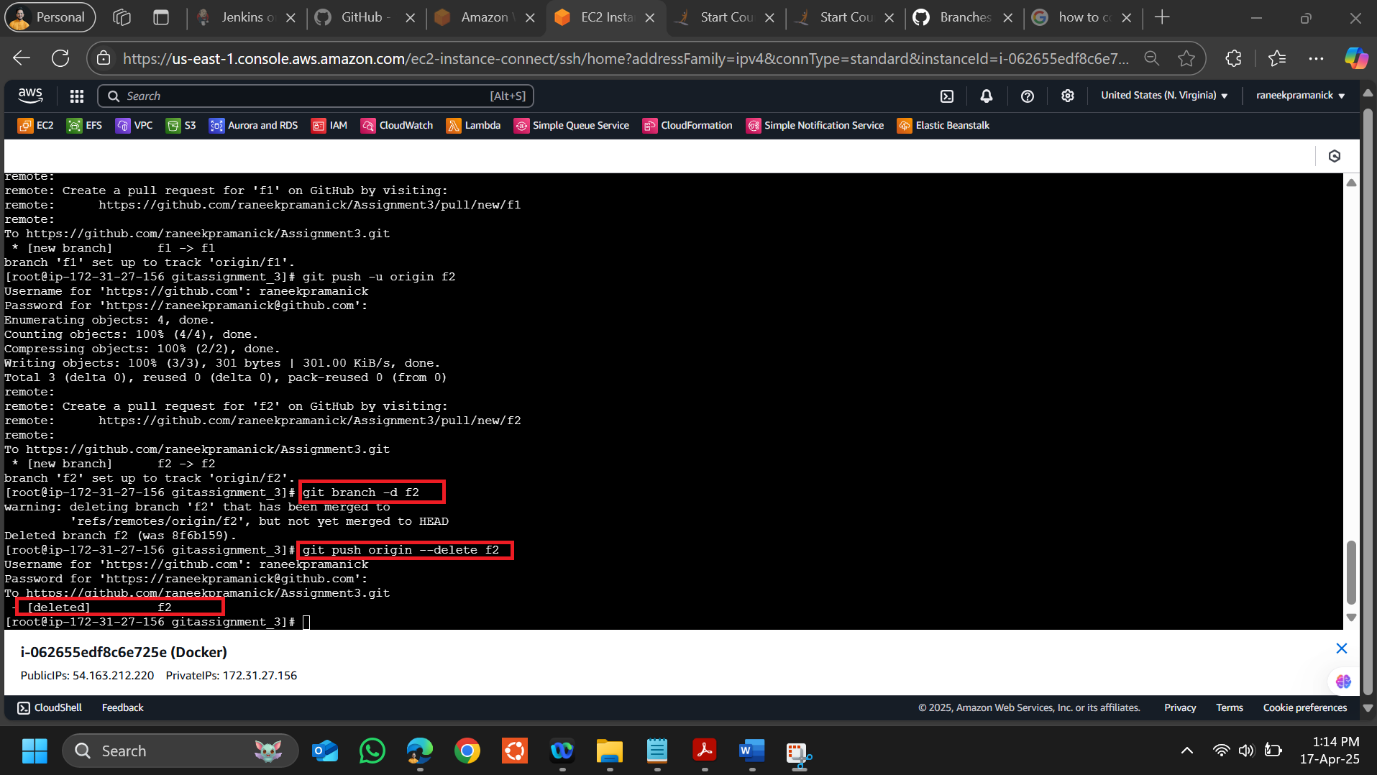 Personal
Jenkins o
GitHub -
Amazon
EC2 Insta
Start Cou
Start Cou
Branches
how to c
https://us-east-1.console.aws.amazon.com/ec2-instance-connect/ssh/home?addressFamily=ipv4&connType=standard&instanceId=i-062655edf8c6e7...
aws
Search [Alt+S]
United States (N. Virginia)
raneekpramanick
EC2 EFS VPC S3 Aurora and RDS IAM CloudWatch Lambda Simple Queue Service CloudFormation Simple Notification Service Elastic Beanstalk
remote:
remote: Create a pull request for 'f1' on GitHub by visiting:
remote:      https://github.com/raneekpramanick/Assignment3/pull/new/f1
remote:
To https://github.com/raneekpramanick/Assignment3.git
 * [new branch]      f1 -> f1
branch 'f1' set up to track 'origin/f1'.
[root@ip-172-31-27-156 gitassignment_3]# git push -u origin f2
Username for 'https://github.com': raneekpramanick
Password for 'https://raneekpramanick@github.com':
Enumerating objects: 4, done.
Counting objects: 100% (4/4), done.
Compressing objects: 100% (2/2), done.
Writing objects: 100% (3/3), 301 bytes | 301.00 KiB/s, done.
Total 3 (delta 0), reused 0 (delta 0), pack-reused 0 (from 0)
remote:
remote: Create a pull request for 'f2' on GitHub by visiting:
remote:      https://github.com/raneekpramanick/Assignment3/pull/new/f2
remote:
To https://github.com/raneekpramanick/Assignment3.git
 * [new branch]      f2 -> f2
branch 'f2' set up to track 'origin/f2'.
[root@ip-172-31-27-156 gitassignment_3]# git branch -d f2
warning: deleting branch 'f2' that has been merged to
         'refs/remotes/origin/f2', but not yet merged to HEAD
Deleted branch f2 (was 8f6b159).
[root@ip-172-31-27-156 gitassignment_3]# git push origin --delete f2
Username for 'https://github.com': raneekpramanick
Password for 'https://raneekpramanick@github.com':
To https://github.com/raneekpramanick/Assignment3.git
 - [deleted]         f2
[root@ip-172-31-27-156 gitassignment_3]#
i-062655edf8c6e725e (Docker)
PublicIPs: 54.163.212.220 PrivateIPs: 172.31.27.156
CloudShell Feedback © 2025, Amazon Web Services, Inc. or its affiliates. Privacy Terms Cookie preferences
Search
1:14 PM
17-Apr-25